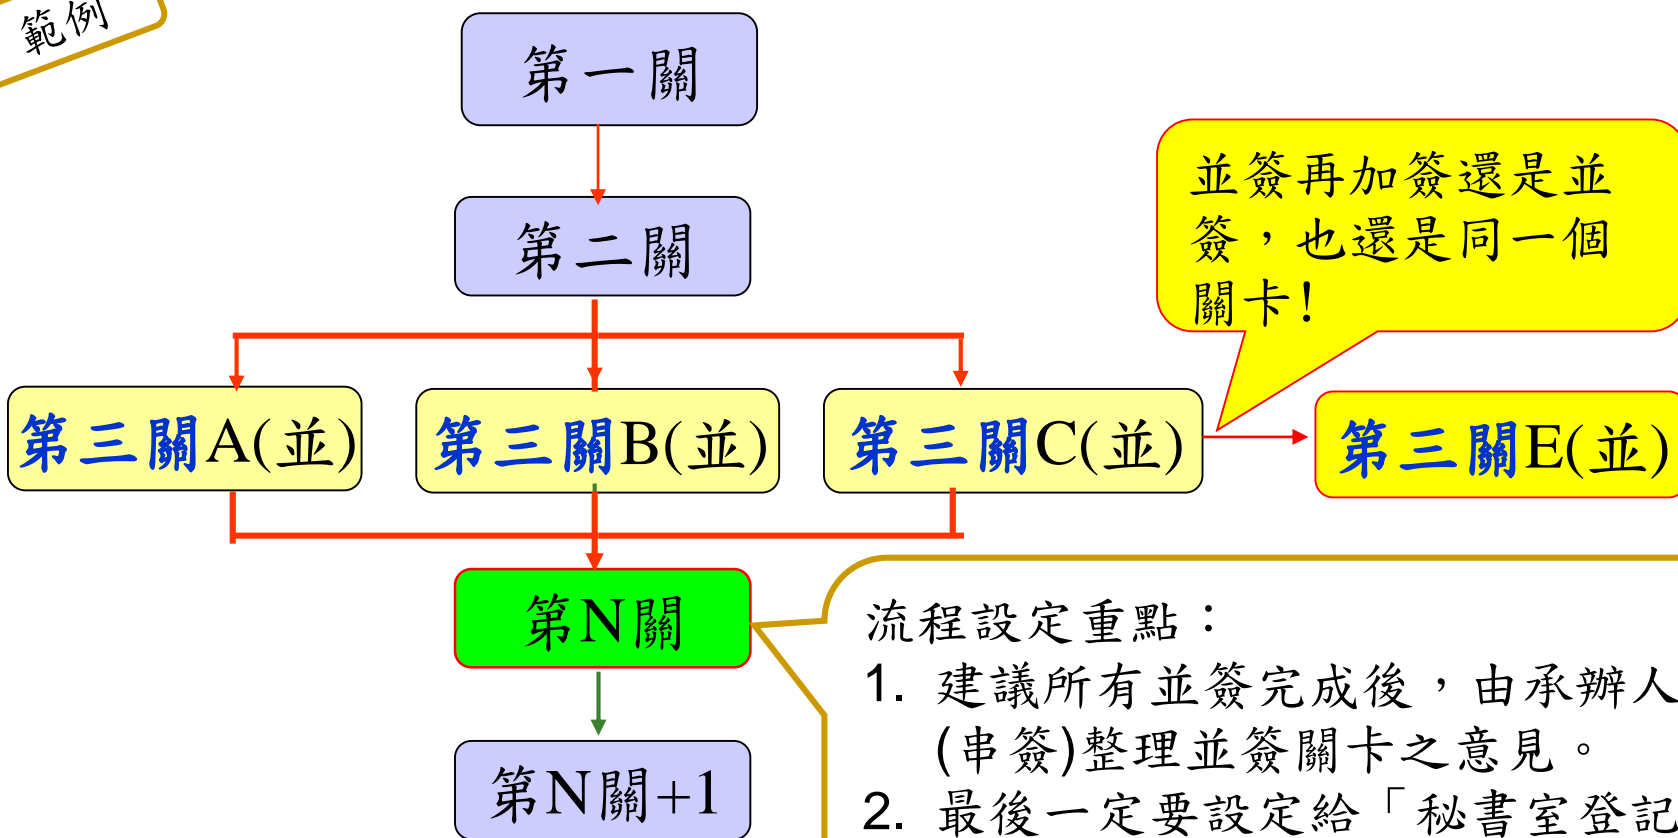 範例
第一關
第二關
並簽再加簽還是並
簽，也還是同一個
關卡!
第三關A(並)
第三關B(並)
第三關C(並)
第三關E(並)
第N關
流程設定重點：
1. 建議所有並簽完成後，由承辦人
(串簽)整理並簽關卡之意見。
第N關+1
2. 最後一定要設定給「秘書室登記